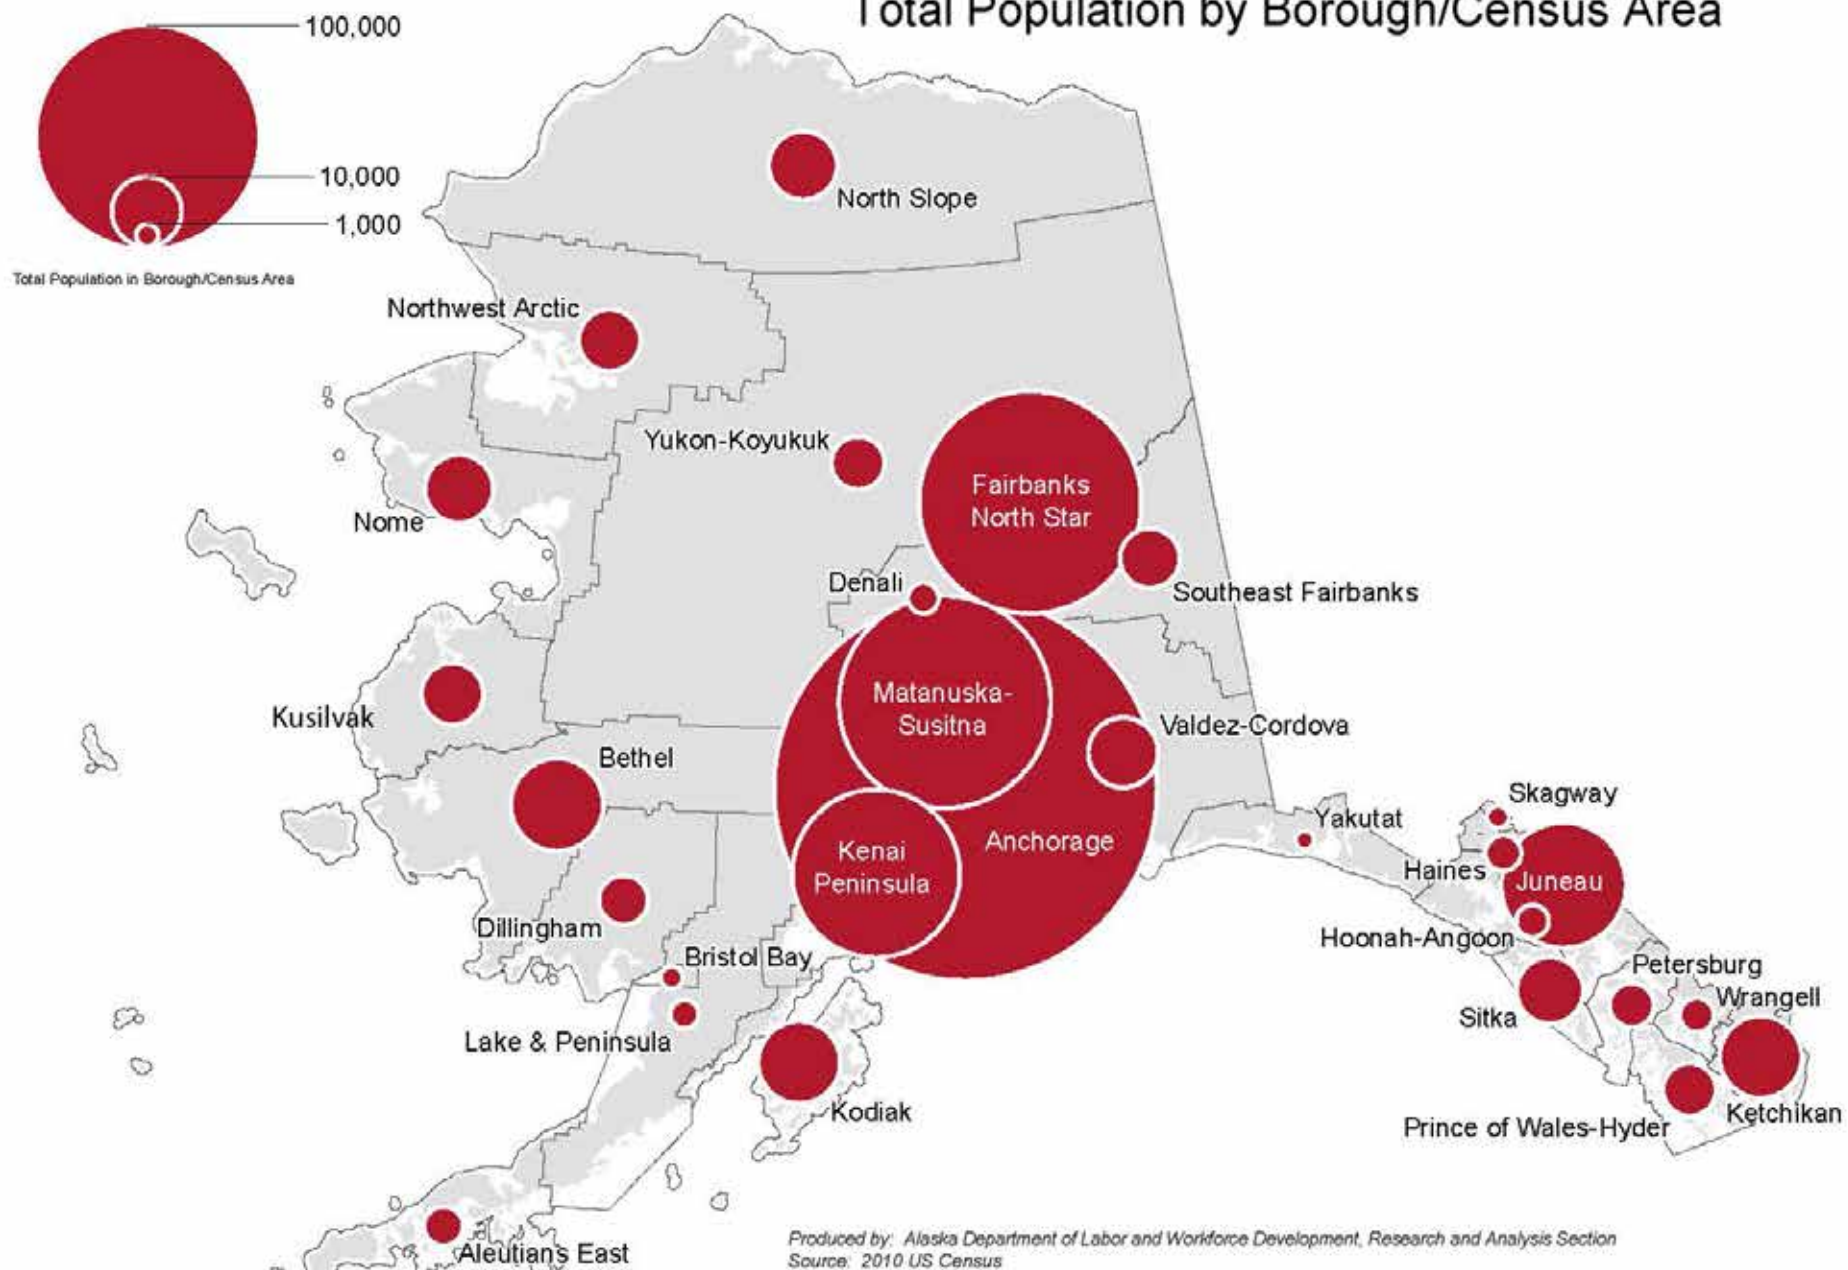 Total Population by Borough/Census Area
100,000
10,000
1,000
Total Population in Borough/Census Area
North Slope
Northwest Arctic
Yukon-Koyukuk
Fairbanks
North Star
Nome
Denali
Southeast Fairbanks
Matanuska-
Susitna
Kusilvak
Valdez-Cordova
Bethel
Skagway
Yakutat
Anchorage
Kenai
Peninsula
Haines
Juneau
Dillingham
Hoonah-Angoon
Bristol Bay
Petersburg
Wrangell
Sitka
Lake & Peninsula
Kodiak
Ketchikan
Prince of Wales-Hyder
Aleutians East
Produced by: Alaska Department of Labor and Workforce Development, Research and Analysis Section
Source: 2010 US Census